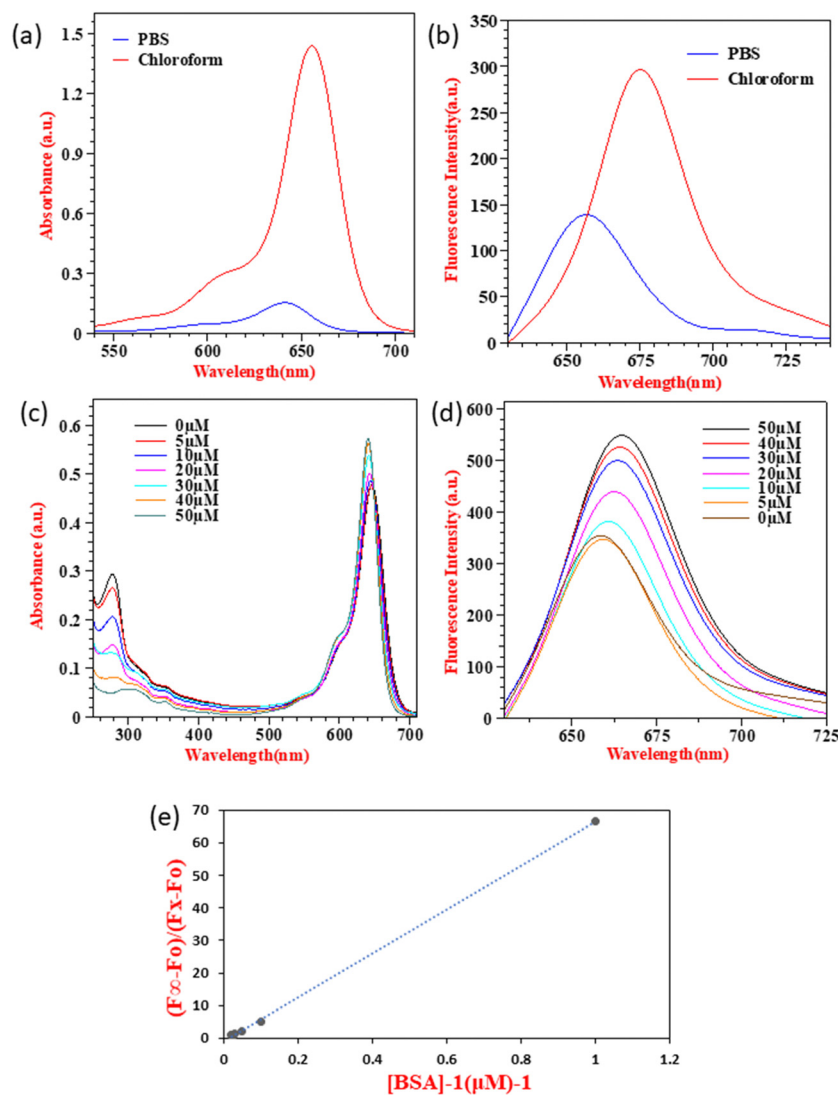 (a)
1.5
1.2
0.9
0.6
0.3
0
PBS
Chloroform
Absorbance (a.u.)
550
600
650
700
Wavelength(nm)
(b)
350
300
250
200
150
100
50
0
PBS
Chloroform
Fluorescence Intensity(a.u.)
650
675
700
725
Wavelength(nm)
(c)
0.6
0.5
0.4
0.3
0.2
0.1
0
0μM
5μM
10μM
20μM
30μM
40μM
50μM
Absorbance (a.u.)
300
400
500
600
700
Wavelength(nm)
(d)
600
500
400
300
200
100
0
50μM
40μM
30μM
20μM
10μM
5μM
0μM
Fluorescence Intensity (a.u.)
650
675
700
725
Wavelength(nm)
(e)
70
60
50
40
30
20
10
0
(F∞-Fo)/(Fx-Fo)
0
0.2
0.4
0.6
0.8
1
1.2
[BSA]-1(μM)-1